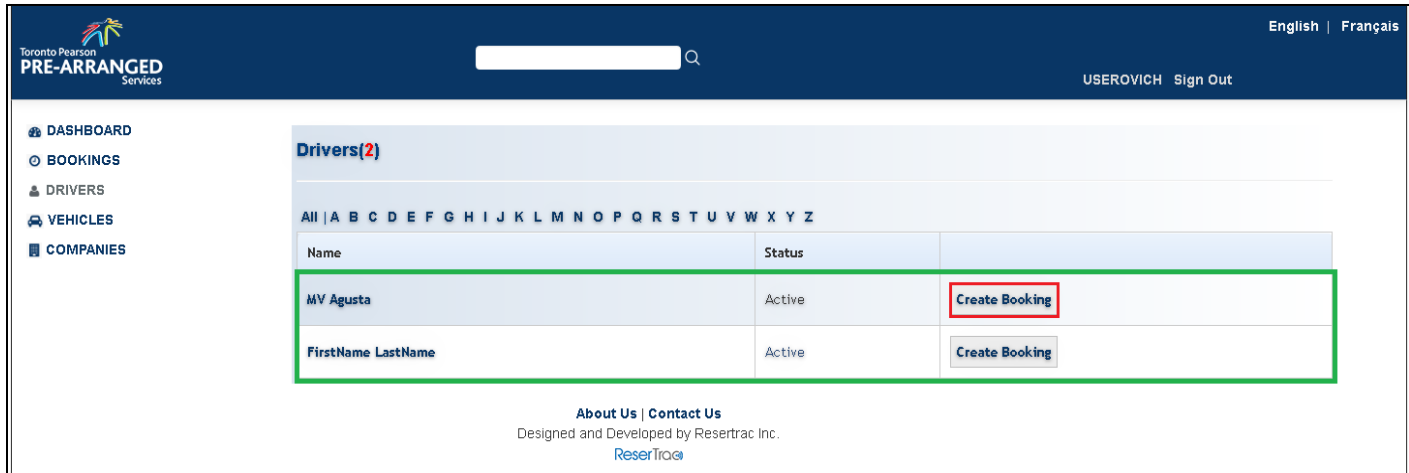 English | Français
Toronto Pearson
PRE-ARRANGED
Services
USEROVICH Sign Out
DASHBOARD
BOOKINGS
DRIVERS
VEHICLES
COMPANIES
Drivers(2)
All | A B C D E F G H I J K L M N O P Q R S T U V W X Y Z
Name Status
MV Agusta Active Create Booking
FirstName LastName Active Create Booking
About Us | Contact Us
Designed and Developed by Resertrac Inc.
ReserTrac